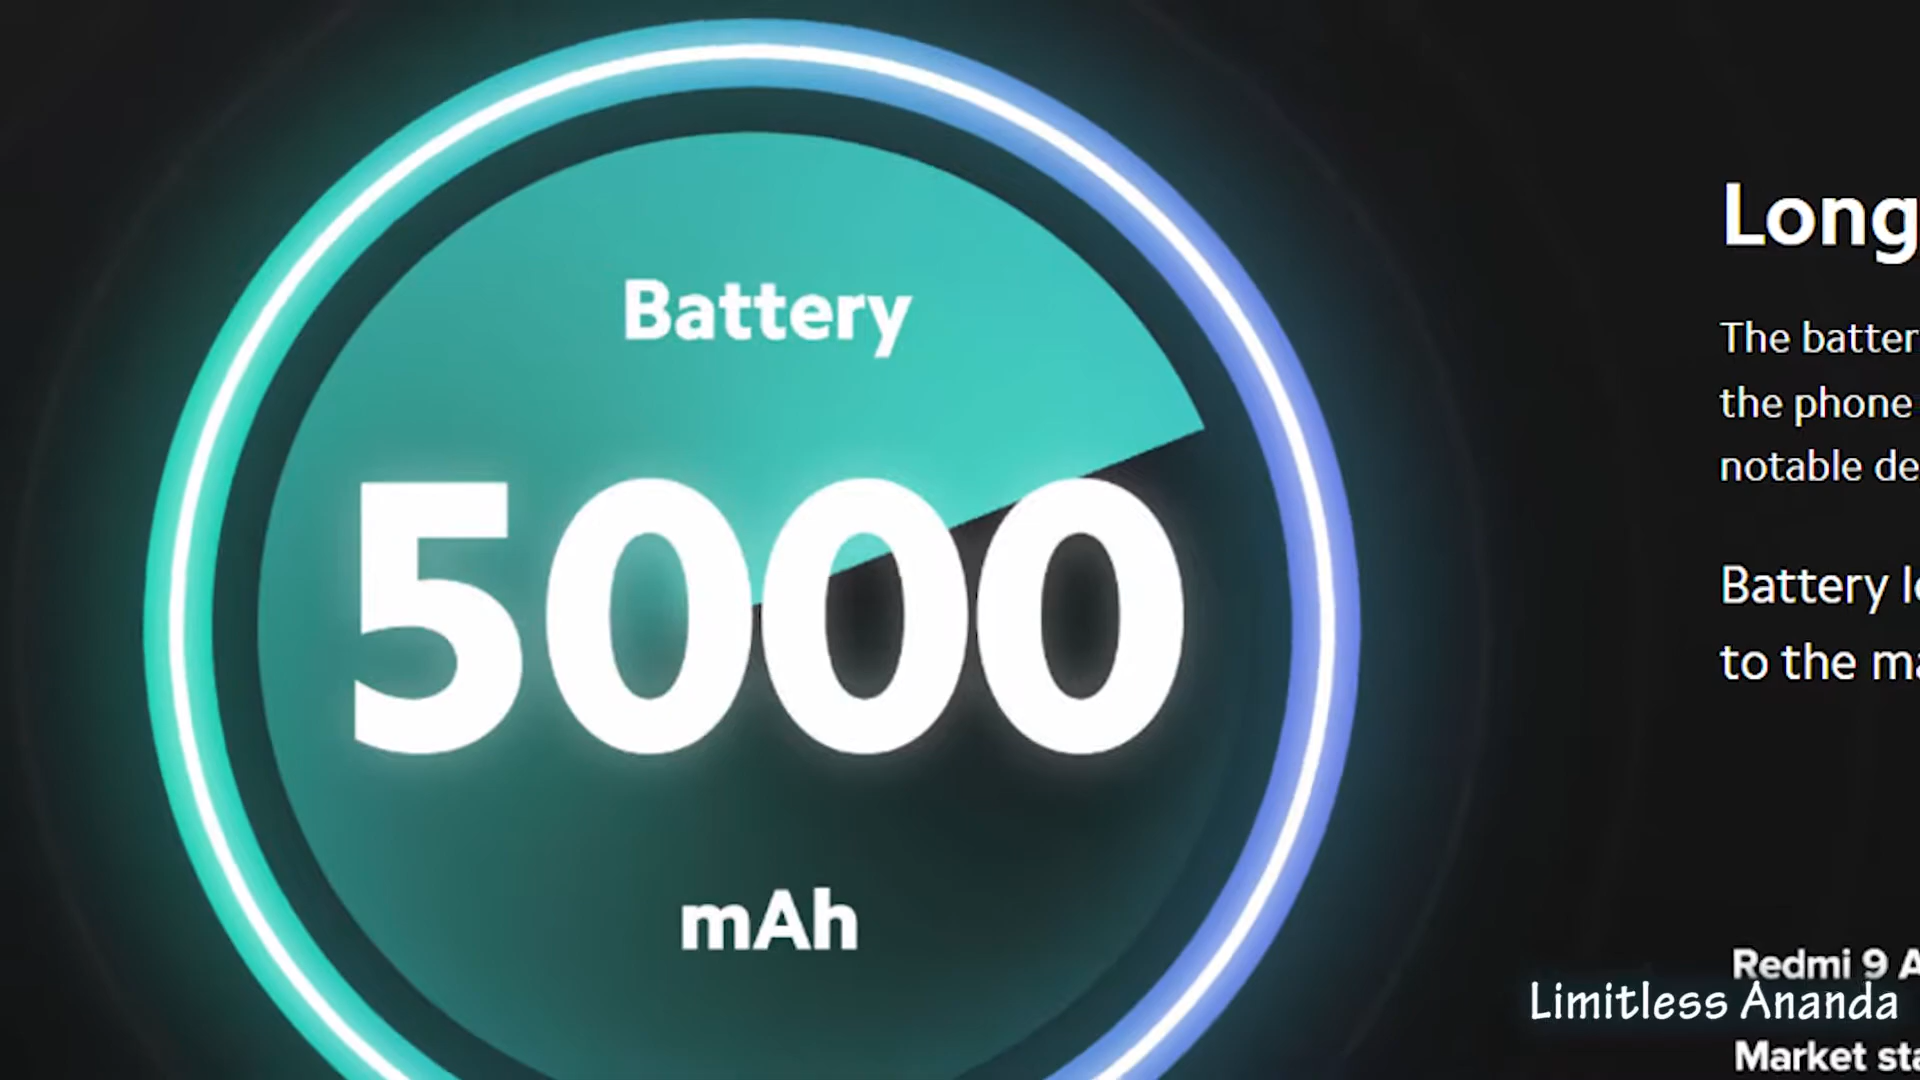 Battery
5000
mAh
Long
The batter
the phone
notable de
Battery l
to the ma
Redmi 9 A
Limitless Ananda
Market sta